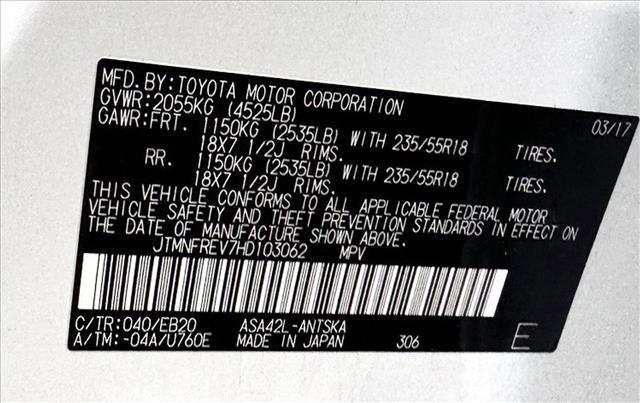 MFD. BY: TOYOTA MOTOR CORPORATION 03/17
GVWR: 2055KG (4525LB)
GAWR: FRT. 1150KG (2535LB) WITH 235/55R18 TIRES.
18X7 1/2J RIMS.
RR. 1150KG (2535LB) WITH 235/55R18 TIRES.
18X7 1/2J RIMS.
THIS VEHICLE CONFORMS TO ALL APPLICABLE FEDERAL MOTOR
VEHICLE SAFETY AND THEFT PREVENTION STANDARDS IN EFFECT ON
THE DATE OF MANUFACTURE SHOWN ABOVE.
JTMNFREV7HD103062 MPV
C/TR: 040/EB20 ASA42L-ANTSKA
A/TM: -04A/U760E MADE IN JAPAN 306 E